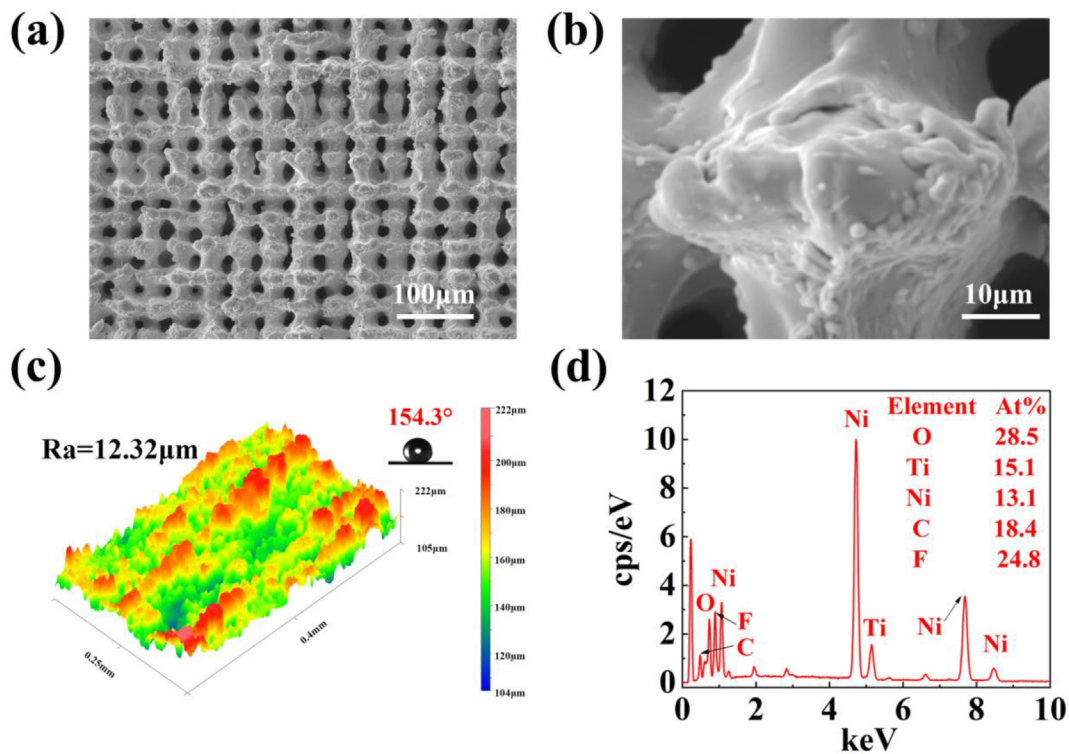 (a)
100μm
(b)
10μm
(c)
Ra=12.32μm
154.3°
222μm
200μm
180μm
160μm
140μm
120μm
104μm
222μm
105μm
0.4mm
0.25mm
(d)
12
10
8
6
4
2
0
cps/eV
0 2 4 6 8 10
keV
Element At%
O 28.5
Ti 15.1
Ni 13.1
C 18.4
F 24.8
Ni
Ni
O
F
C
Ti
Ni
Ni